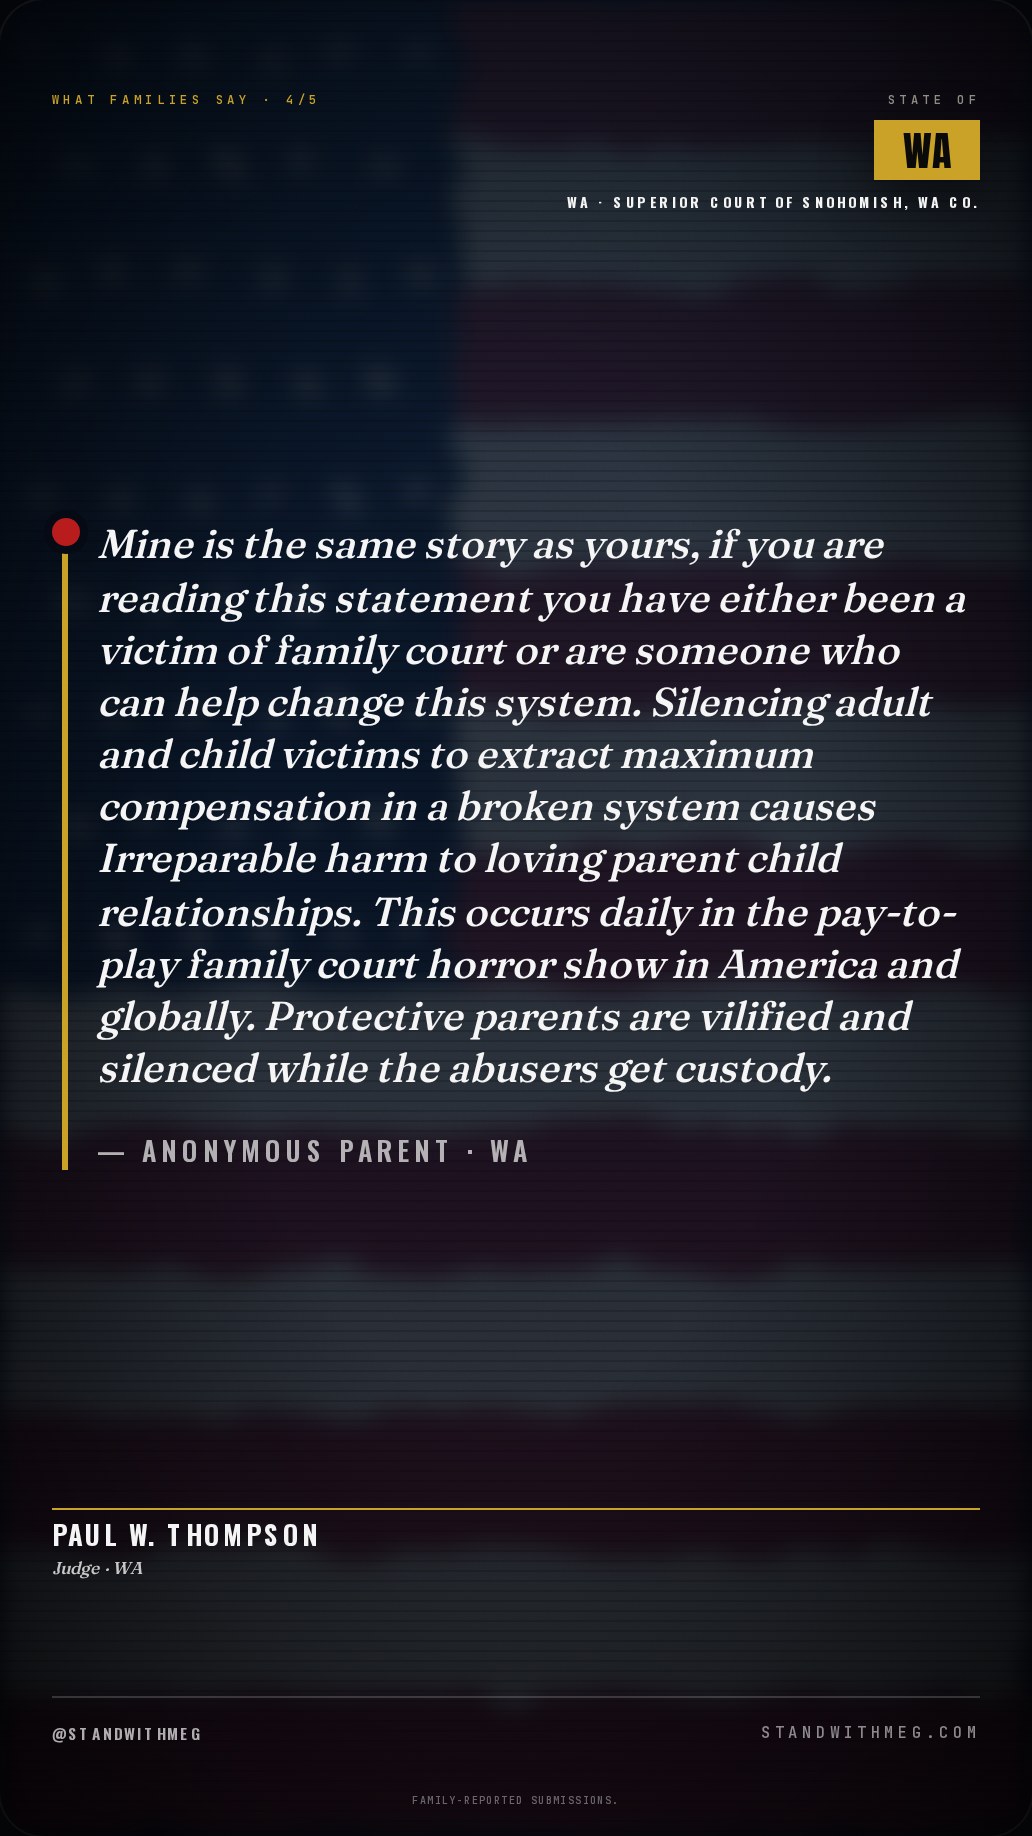 WHAT FAMILIES SAY · 4/5
STATE OF
WA
WA · SUPERIOR COURT OF SNOHOMISH, WA CO.
Mine is the same story as yours, if you are
reading this statement you have either been a
victim of family court or are someone who
can help change this system. Silencing adult
and child victims to extract maximum
compensation in a broken system causes
Irreparable harm to loving parent child
relationships. This occurs daily in the pay-to-
play family court horror show in America and
globally. Protective parents are vilified and
silenced while the abusers get custody.
— ANONYMOUS PARENT · WA
PAUL W. THOMPSON
Judge · WA
@STANDWITHMEG
STANDWITHMEG.COM
FAMILY-REPORTED SUBMISSIONS.